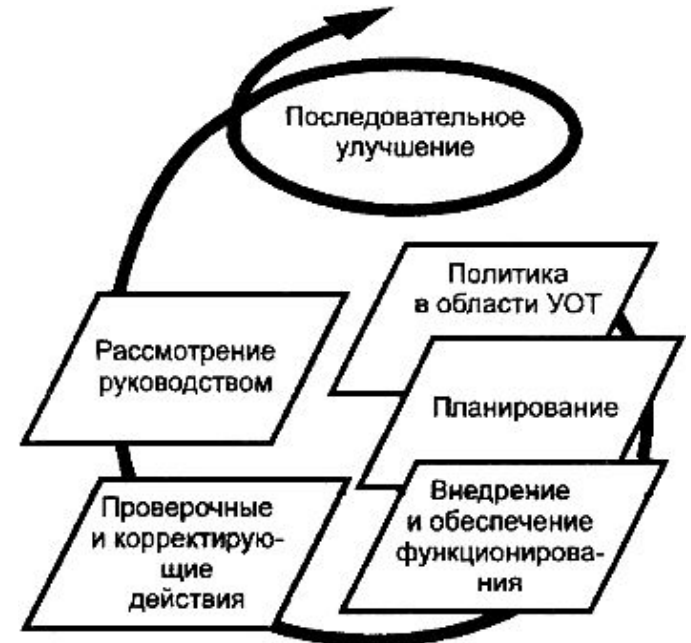 Последовательное
улучшение
Политика
в области УОТ
Планирование
Внедрение
и обеспечение
функционирова-
ния
Проверочные
и корректирую-
щие
действия
Рассмотрение
руководством